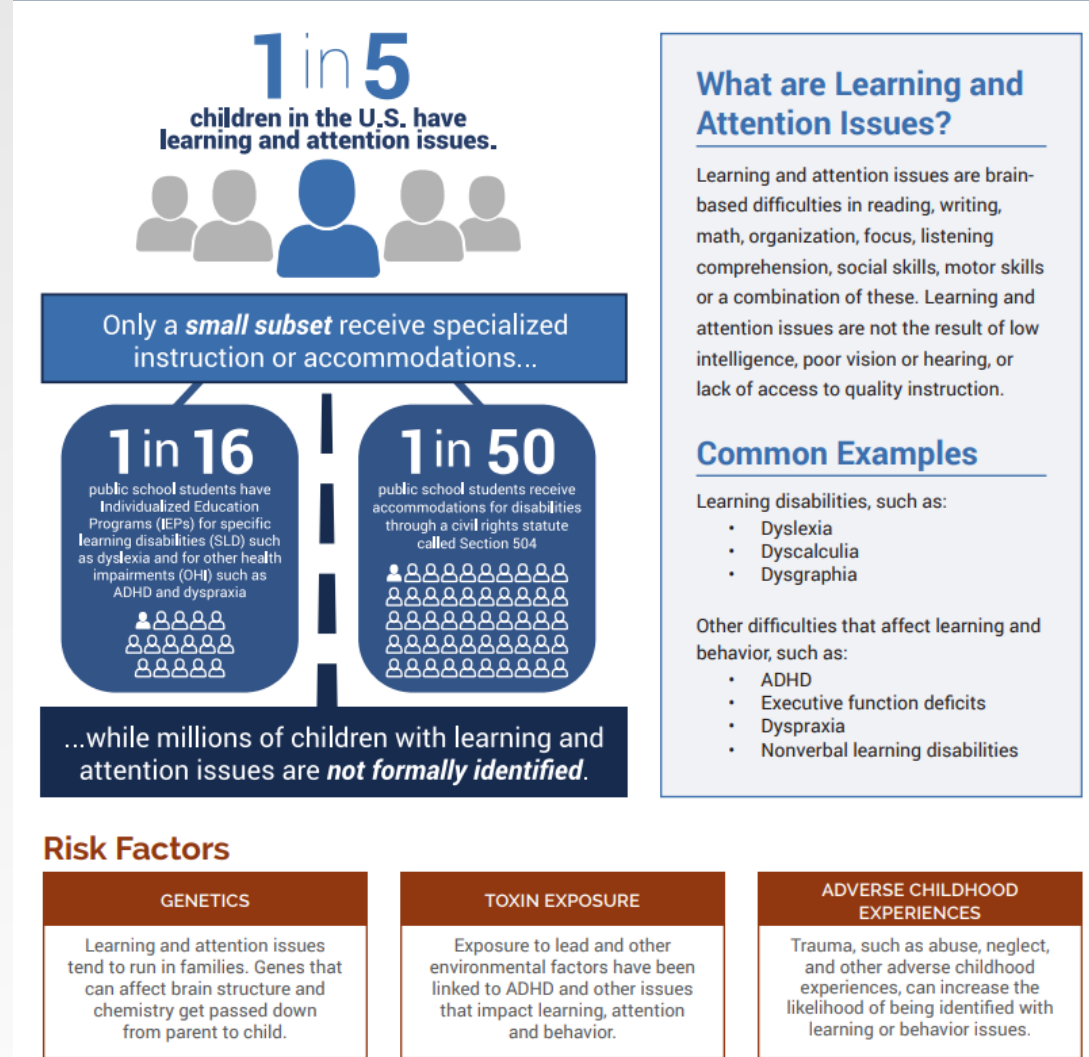 1 in 5
children in the U.S. have
learning and attention issues.
Only a small subset receive specialized
instruction or accommodations...
1 in 16
public school students have
Individualized Education
Programs (IEPs) for specific
learning disabilities (SLD) such
as dyslexia and for other health
impairments (OHI) such as
ADHD and dyspraxia
1 in 50
public school students receive
accommodations for disabilities
through a civil rights statute
called Section 504
...while millions of children with learning and
attention issues are not formally identified.
What are Learning and
Attention Issues?
Learning and attention issues are brain-
based difficulties in reading, writing,
math, organization, focus, listening
comprehension, social skills, motor skills
or a combination of these. Learning and
attention issues are not the result of low
intelligence, poor vision or hearing, or
lack of access to quality instruction.
Common Examples
Learning disabilities, such as:
• Dyslexia
• Dyscalculia
• Dysgraphia
Other difficulties that affect learning and
behavior, such as:
• ADHD
• Executive function deficits
• Dyspraxia
• Nonverbal learning disabilities
Risk Factors
GENETICS
Learning and attention issues
tend to run in families. Genes that
can affect brain structure and
chemistry get passed down
from parent to child.
TOXIN EXPOSURE
Exposure to lead and other
environmental factors have been
linked to ADHD and other issues
that impact learning, attention
and behavior.
ADVERSE CHILDHOOD
EXPERIENCES
Trauma, such as abuse, neglect,
and other adverse childhood
experiences, can increase the
likelihood of being identified with
learning or behavior issues.